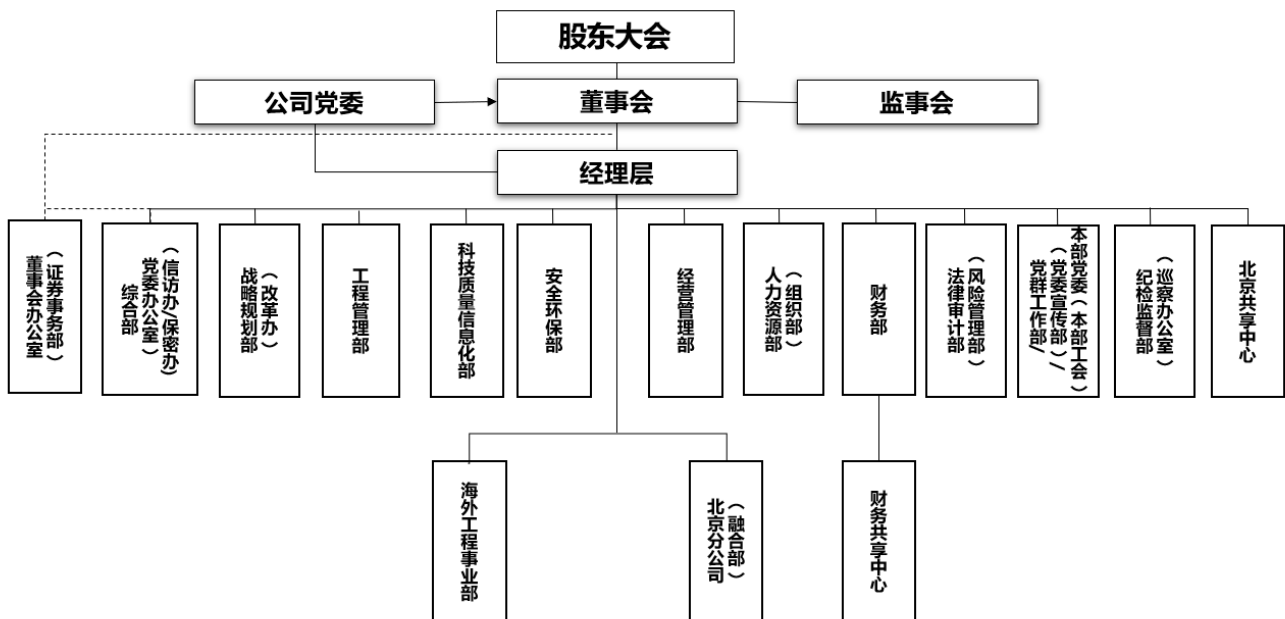 股东大会
公司党委
董事会
监事会
经理层
董事会办公室
（证券事务部）
综合部
党委办公室）
（信访办/保密办)
战略规划部
（改革办）
工程管理部
科技质量信息化部
安全环保部
经营管理部
人力资源部
（组织部）
财务部
法律审计部
（风险管理部）
党群工作部/
（党委宣传部）/
本部党委（本部工会）
纪检监督部
（巡察办公室）
北京共享中心
海外工程事业部
北京分公司
（融合部）
财务共享中心